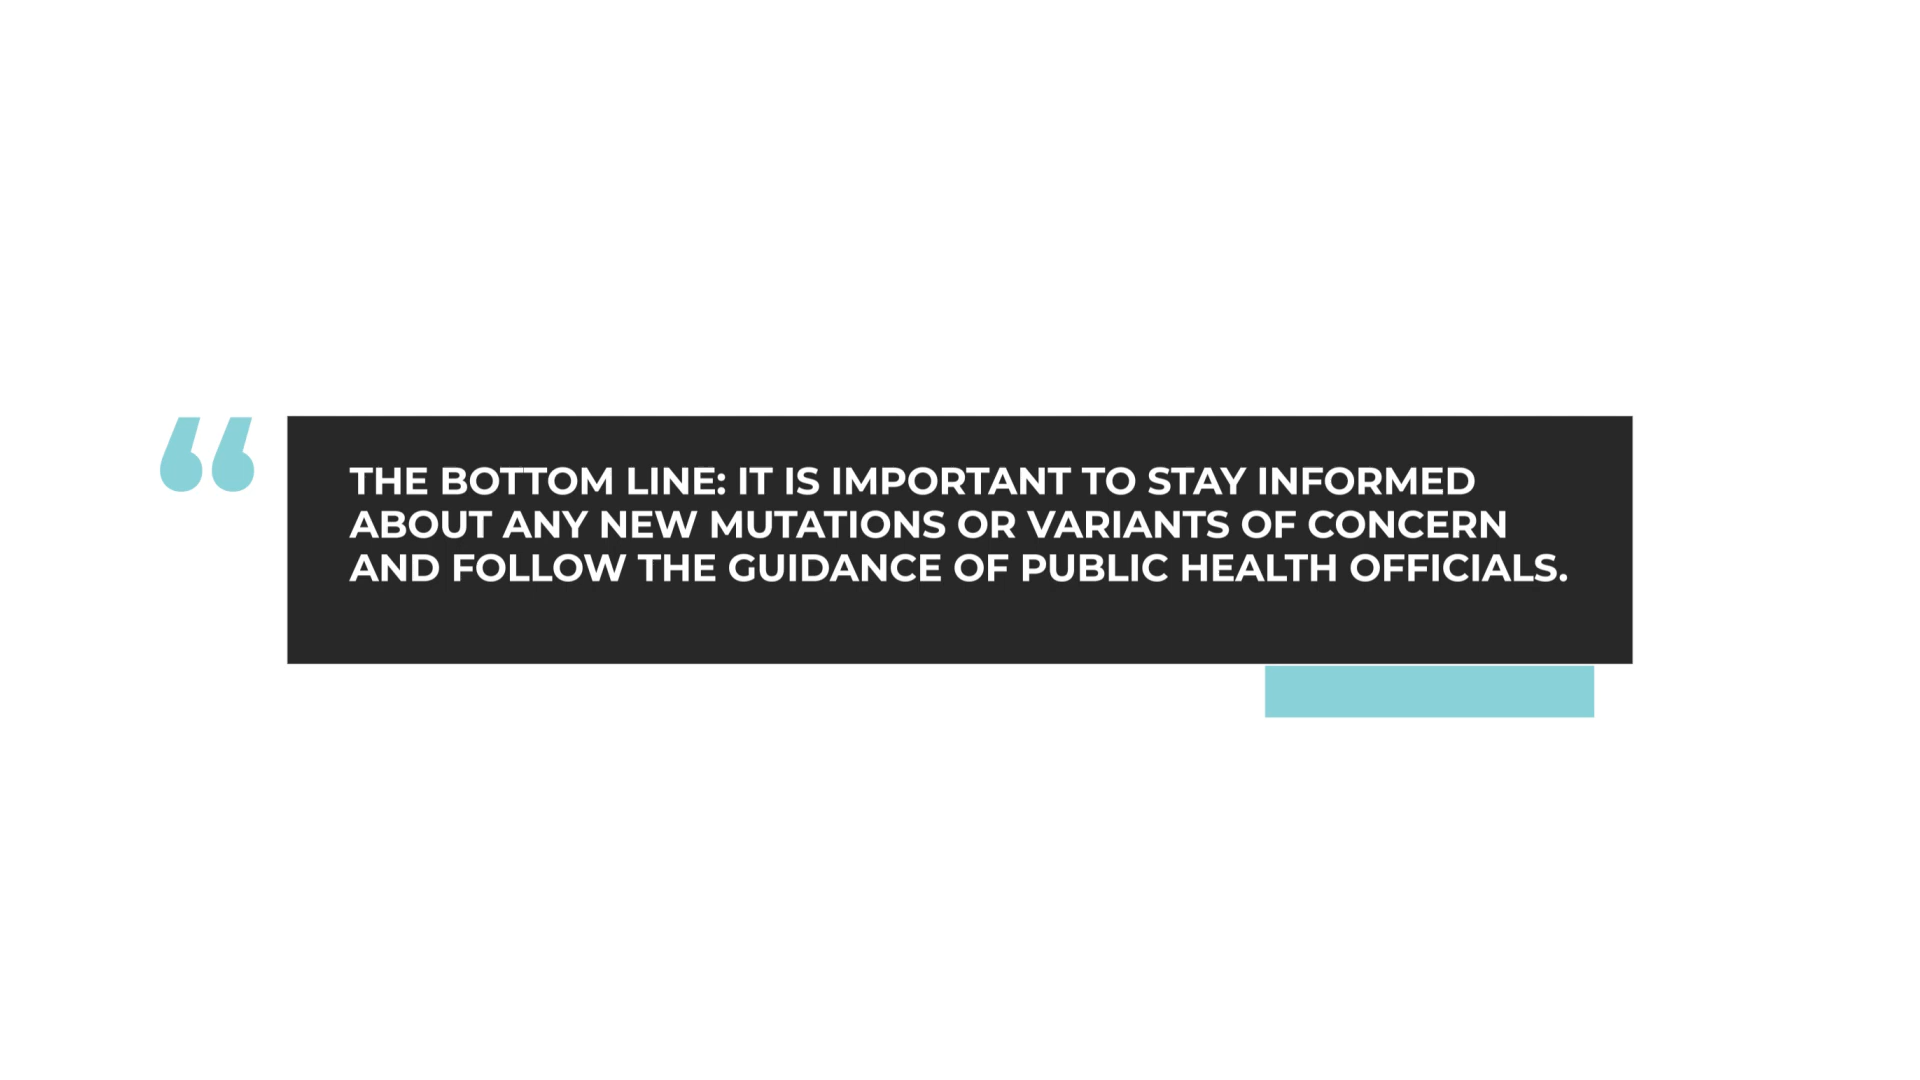 “
THE BOTTOM LINE: IT IS IMPORTANT TO STAY INFORMED
ABOUT ANY NEW MUTATIONS OR VARIANTS OF CONCERN
AND FOLLOW THE GUIDANCE OF PUBLIC HEALTH OFFICIALS.